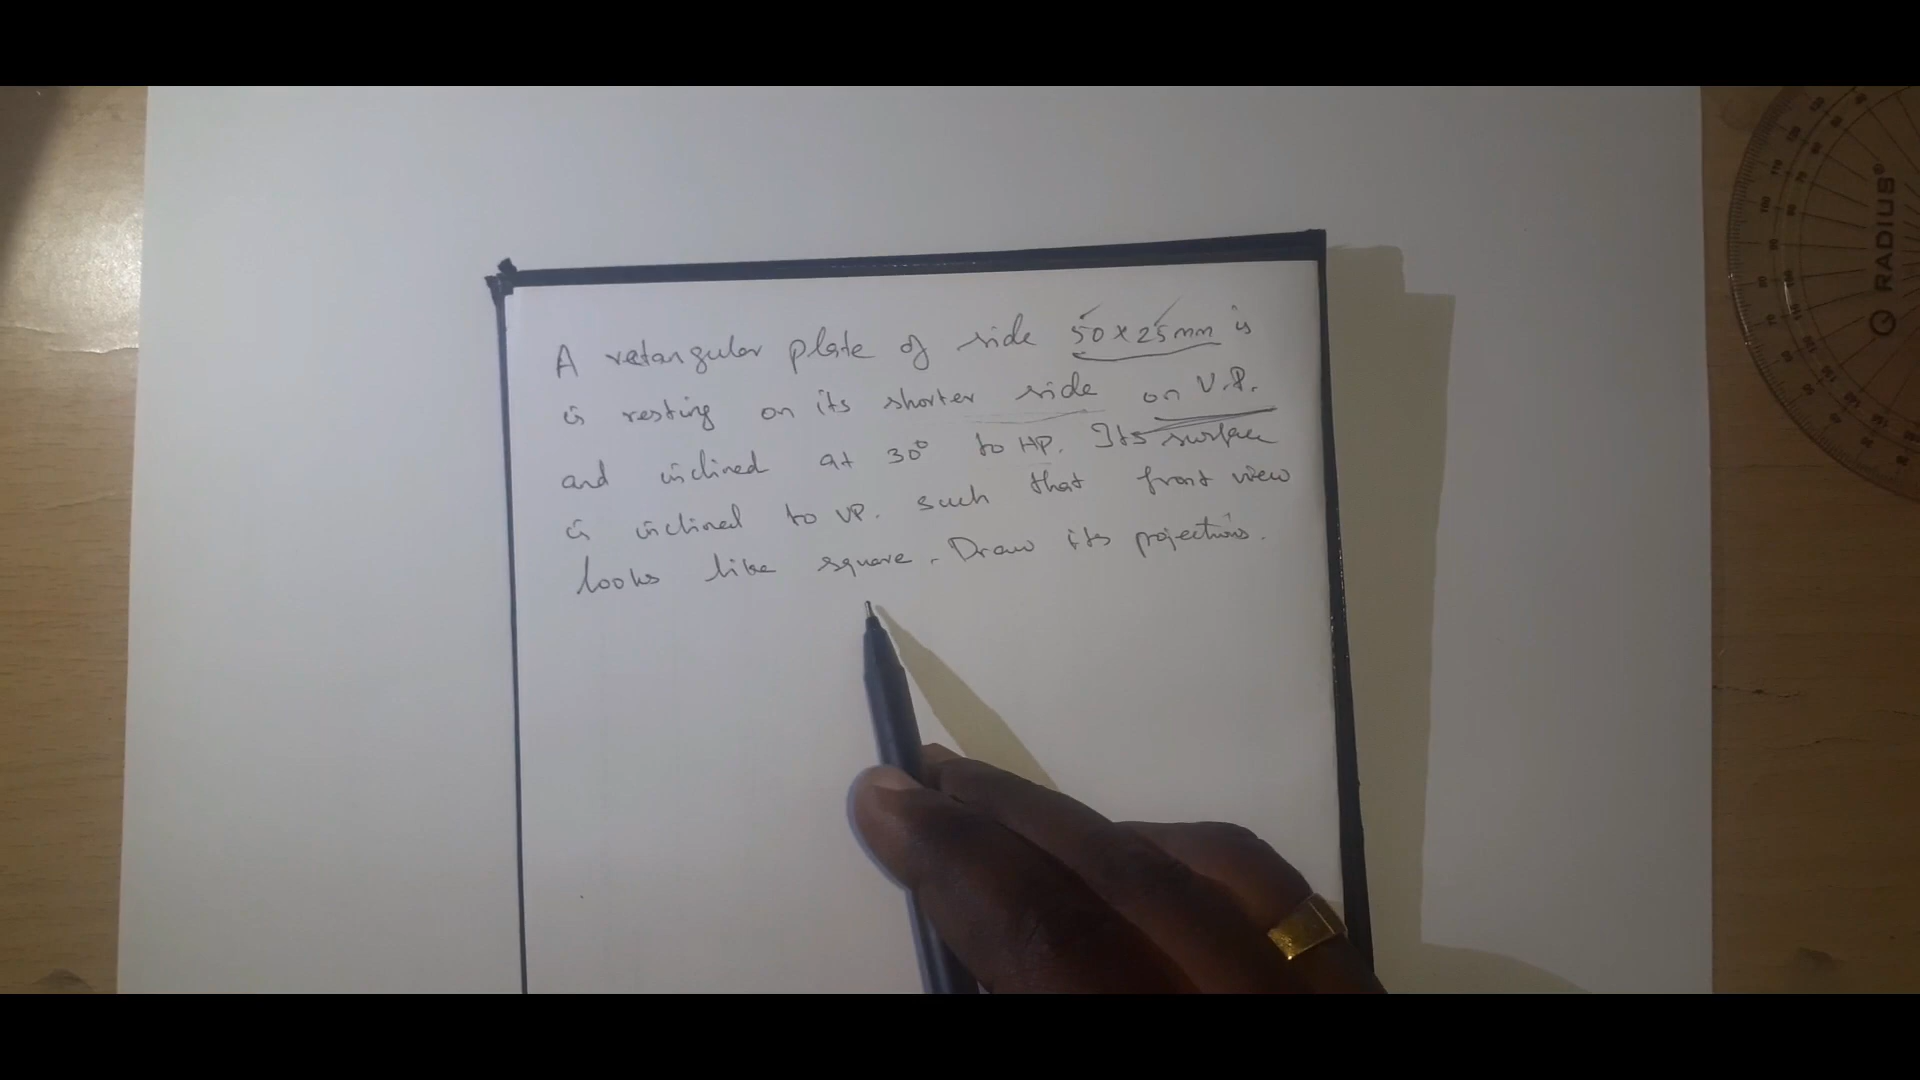 A retangular plate of side 50x25mm is
is resting on its shorter side on V.P.
and inclined at 30° to HP. Its surface
is inclined to VP. such that front view
looks like square. Draw its projections.
RADIUS®